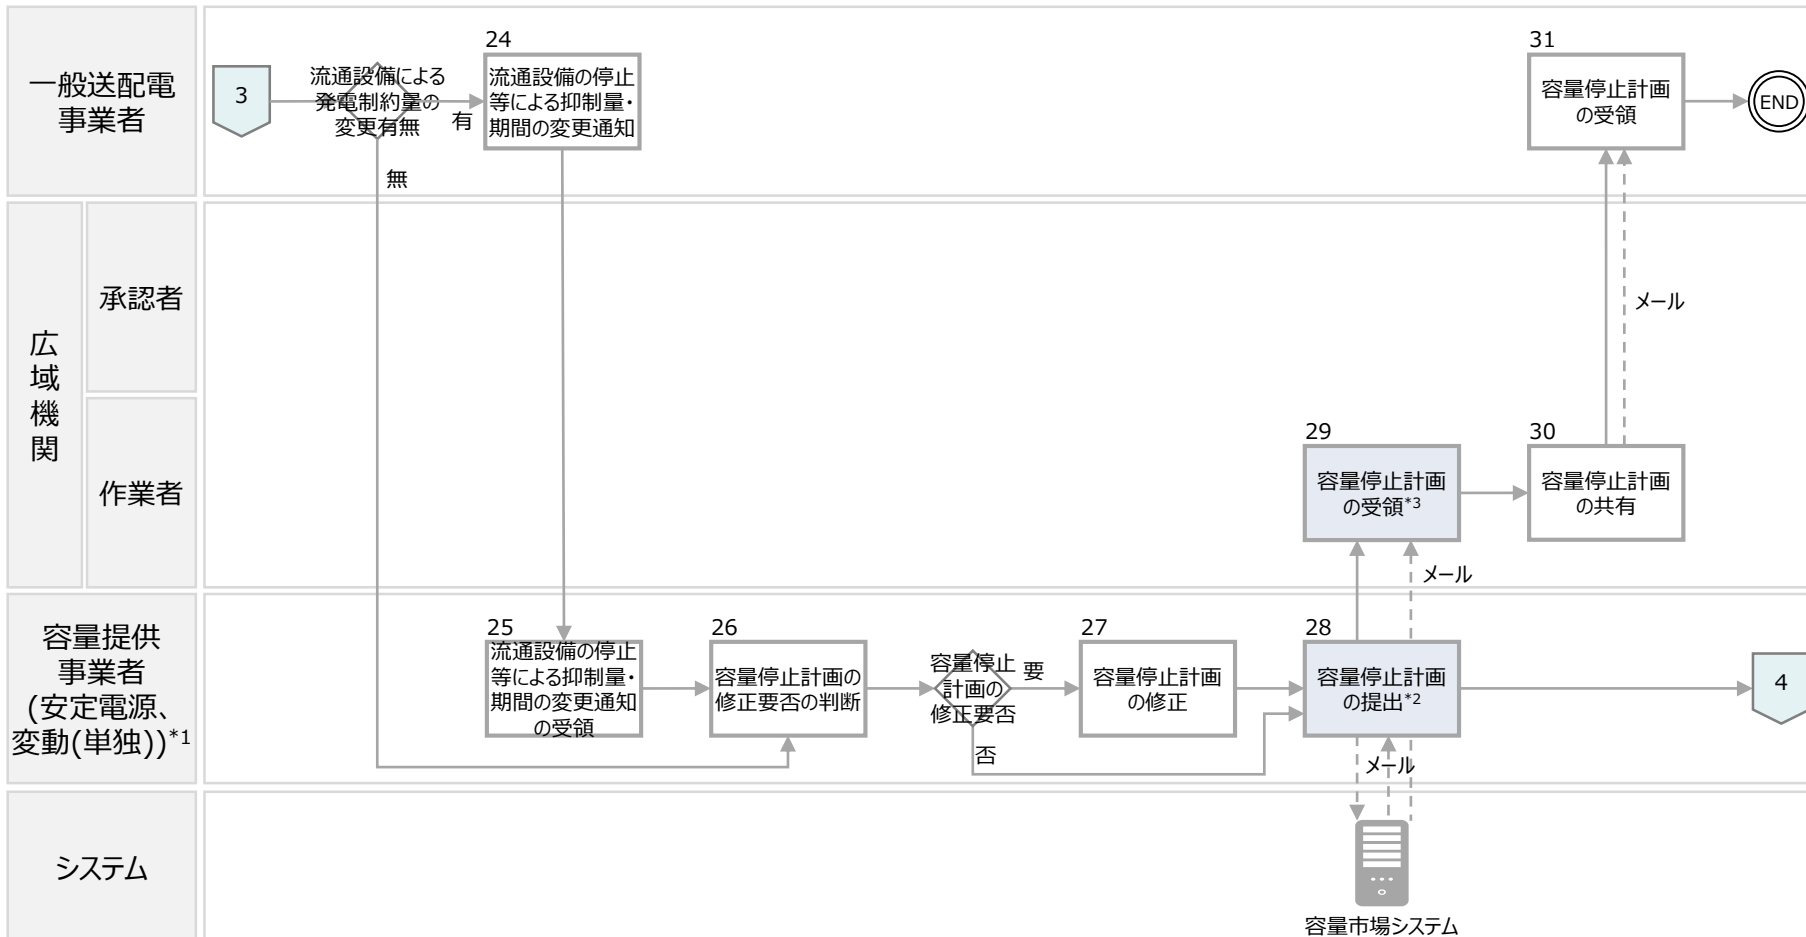 一般送配電
事業者
3
流通設備による
発電制約量の
変更有無
有
無
24
流通設備の停止
等による抑制量・
期間の変更通知
31
容量停止計画
の受領
END
広
域
機
関
承認者
メール
作業者
29
容量停止計画
の受領*3
30
容量停止計画
の共有
メール
容量提供
事業者
(安定電源、
変動(単独))*1
25
流通設備の停止
等による抑制量・
期間の変更通知
の受領
26
容量停止計画の
修正要否の判断
容量停止
計画の
修正要否
要
否
27
容量停止計画
の修正
28
容量停止計画
の提出*2
4
メール
システム
容量市場システム